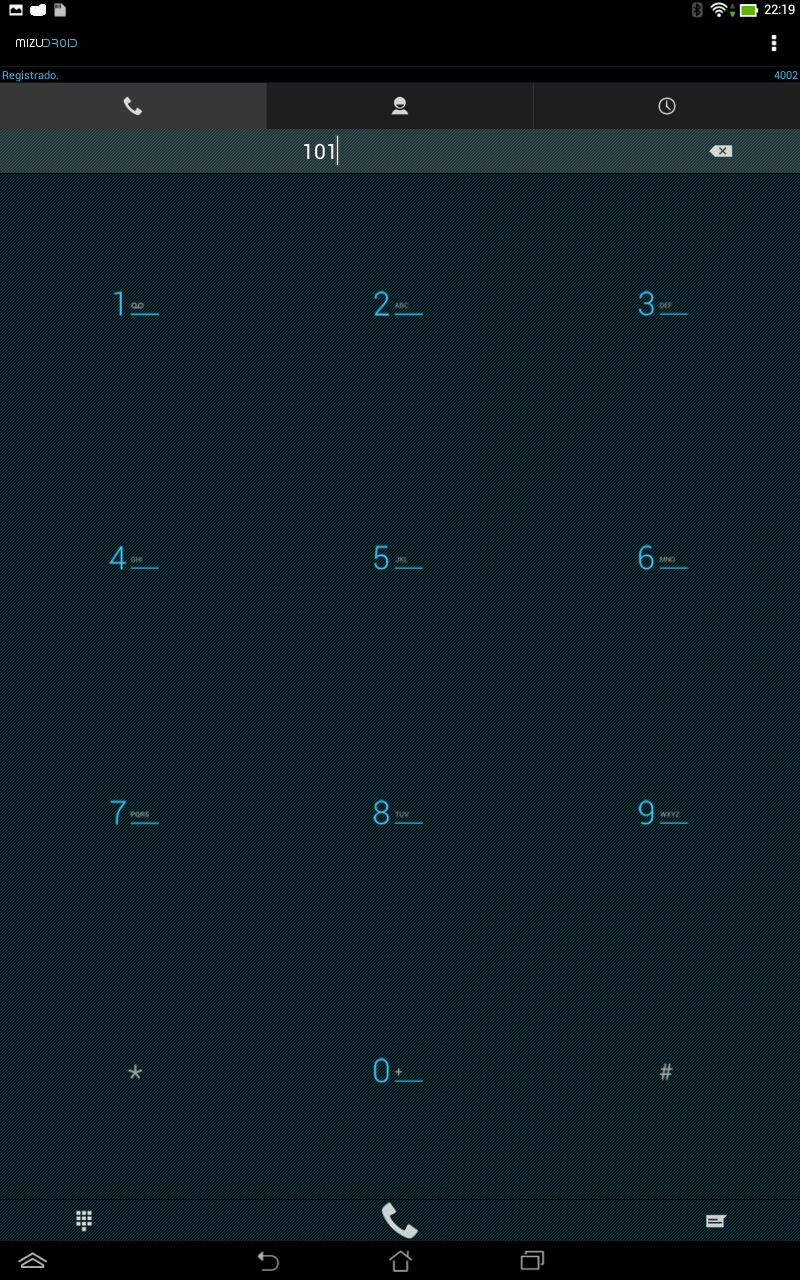 22:19
MIZUDROID
Registrado. 4002
101
1 2 ABC 3 DEF
4 GHI 5 JKL 6 MNO
7 PQRS 8 TUV 9 WXYZ
* 0 + #